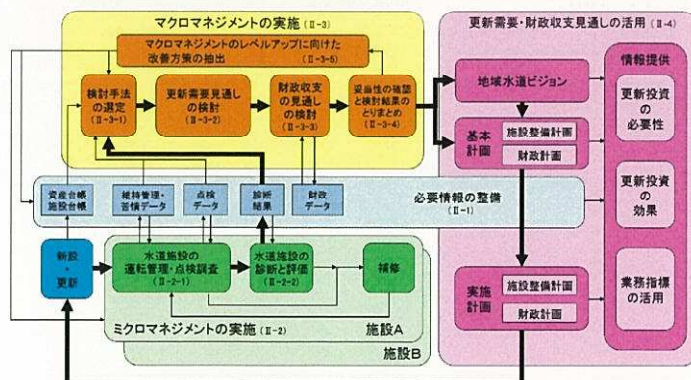 マクロマネジメントの実施(Ⅱ-3)
マクロマネジメントのレベルアップに向けた
改善方策の抽出
(Ⅱ-3-5)
検討手法
の選定
(Ⅱ-3-1)
更新需要見通し
の検討
(Ⅱ-3-2)
財政収支
の見通し
の検討
(Ⅱ-3-3)
妥当性の確認
と検討結果の
とりまとめ
(Ⅱ-3-4)
更新需要・財政収支見通しの活用(Ⅱ-4)
地域水道ビジョン
基本
計画
施設整備計画
財政計画
実施
計画
施設整備計画
財政計画
情報提供
更新投資
の
必要性
更新投資
の
効果
業務指標
の活用
資産台帳
施設台帳
維持管理・
苦情データ
点検
データ
診断
結果
財政
データ
必要情報の整備
(Ⅱ-1)
新設
・
更新
水道施設の
運転管理・点検調査
(Ⅱ-2-1)
水道施設の
診断と評価
(Ⅱ-2-2)
補修
ミクロマネジメントの実施(Ⅱ-2)
施設A
施設B